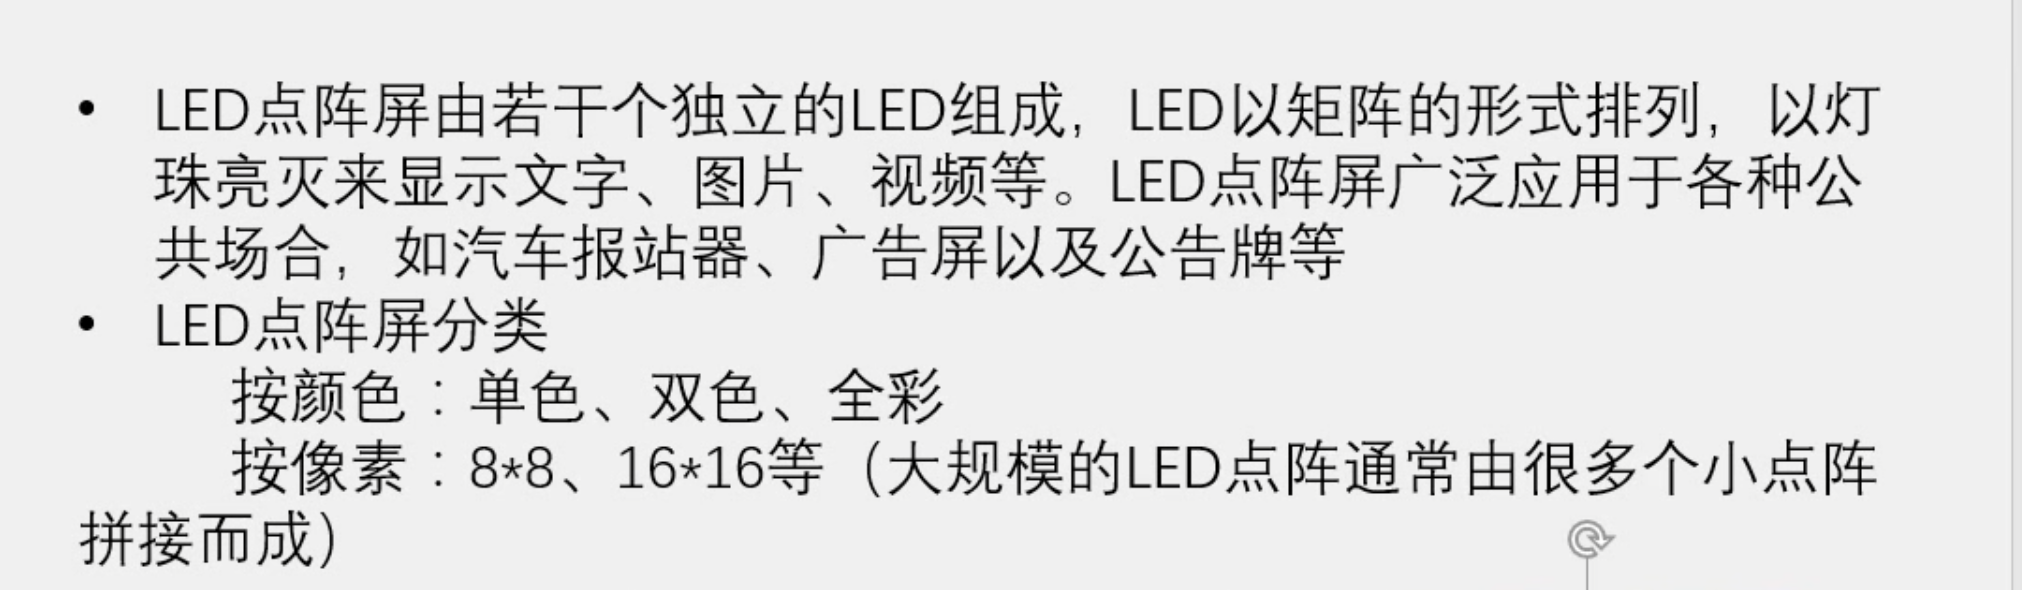 • LED点阵屏由若干个独立的LED组成，LED以矩阵的形式排列，以灯
珠亮灭来显示文字、图片、视频等。LED点阵屏广泛应用于各种公
共场合，如汽车报站器、广告屏以及公告牌等
• LED点阵屏分类
按颜色：单色、双色、全彩
按像素：8*8、16*16等（大规模的LED点阵通常由很多个小点阵
拼接而成）